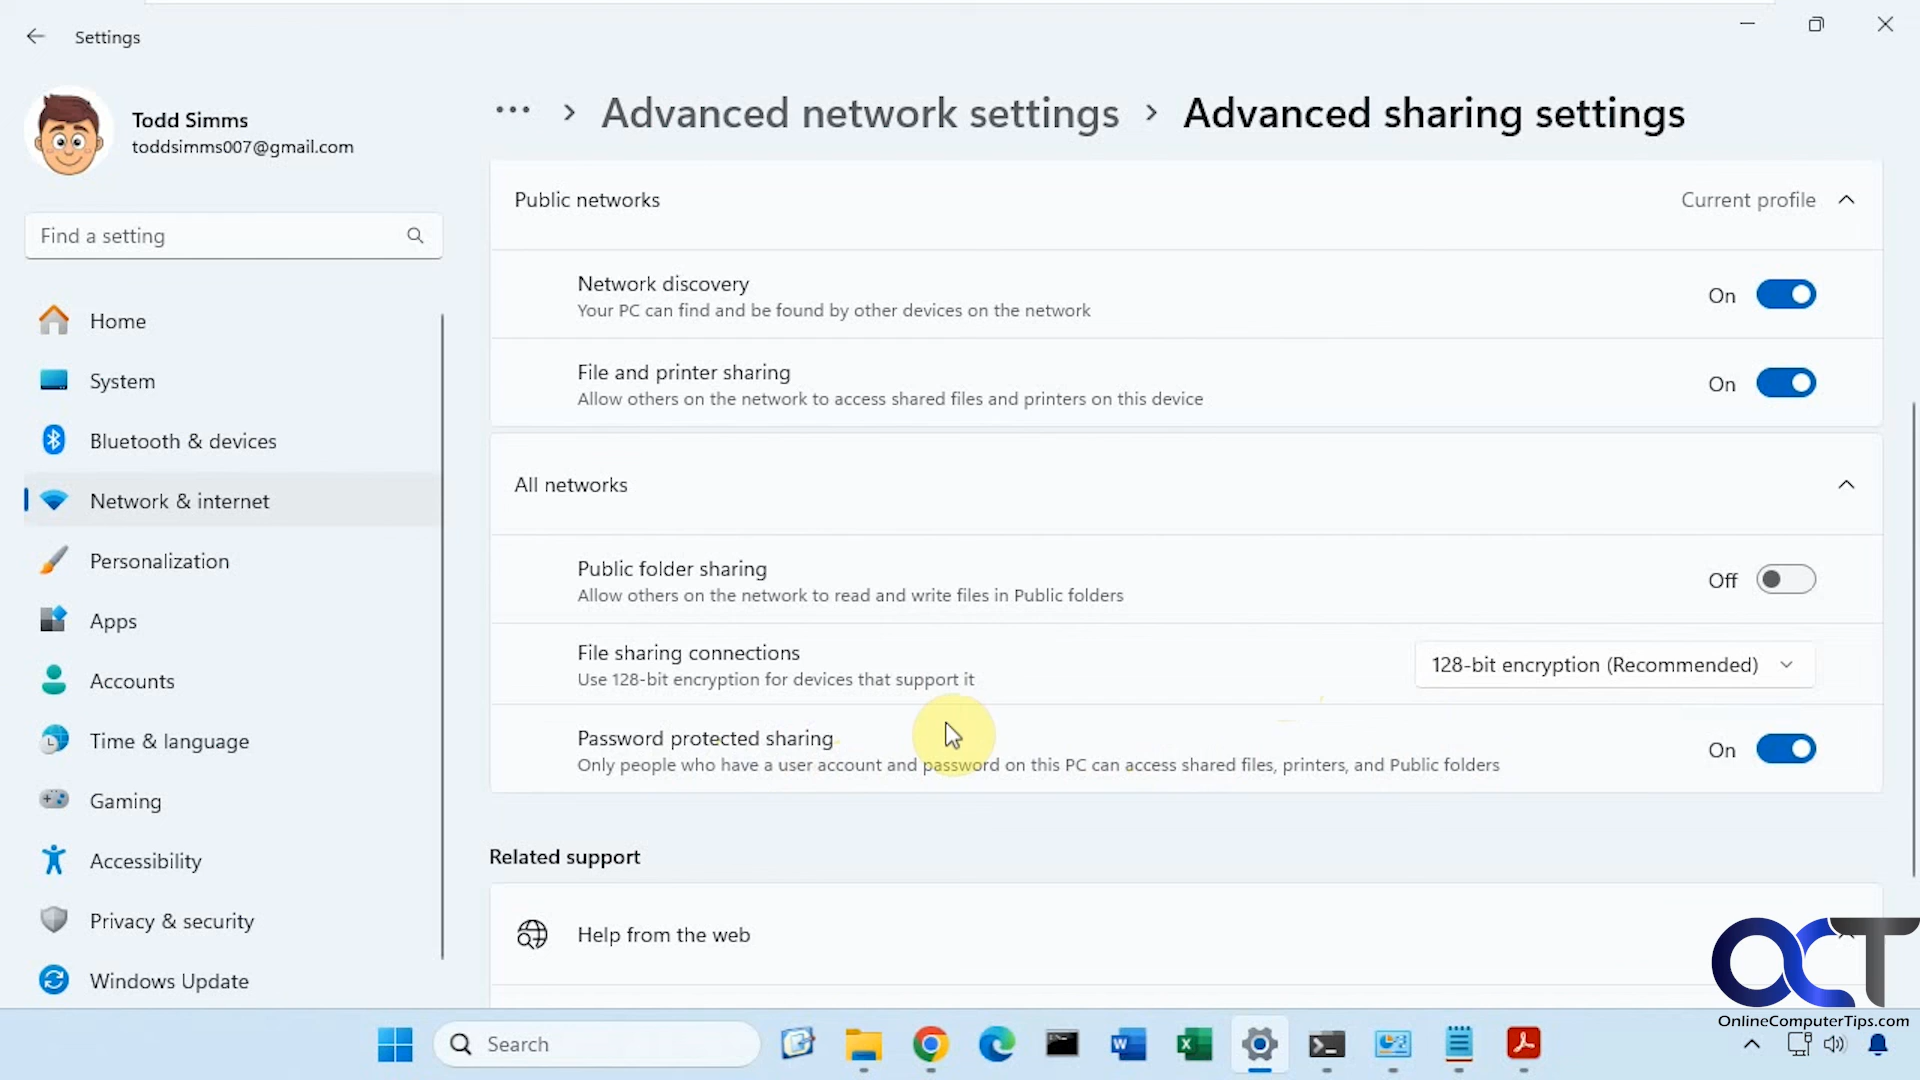 Settings
Todd Simms
toddsimms007@gmail.com
Find a setting
Home
System
Bluetooth & devices
Network & internet
Personalization
Apps
Accounts
Time & language
Gaming
Accessibility
Privacy & security
Windows Update
... > Advanced network settings > Advanced sharing settings
Public networks Current profile
Network discovery
Your PC can find and be found by other devices on the network
On
File and printer sharing
Allow others on the network to access shared files and printers on this device
On
All networks
Public folder sharing
Allow others on the network to read and write files in Public folders
Off
File sharing connections
Use 128-bit encryption for devices that support it
128-bit encryption (Recommended)
Password protected sharing
Only people who have a user account and password on this PC can access shared files, printers, and Public folders
On
Related support
Help from the web
OCT
OnlineComputerTips.com
Search